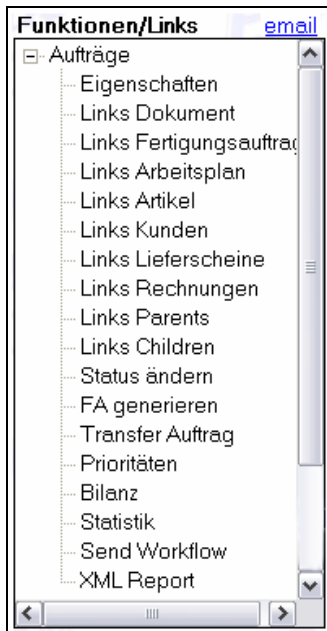 Funktionen/Links email
Aufträge
Eigenschaften
Links Dokument
Links Fertigungsauftrag
Links Arbeitsplan
Links Artikel
Links Kunden
Links Lieferscheine
Links Rechnungen
Links Parents
Links Children
Status ändern
FA generieren
Transfer Auftrag
Prioritäten
Bilanz
Statistik
Send Workflow
XML Report